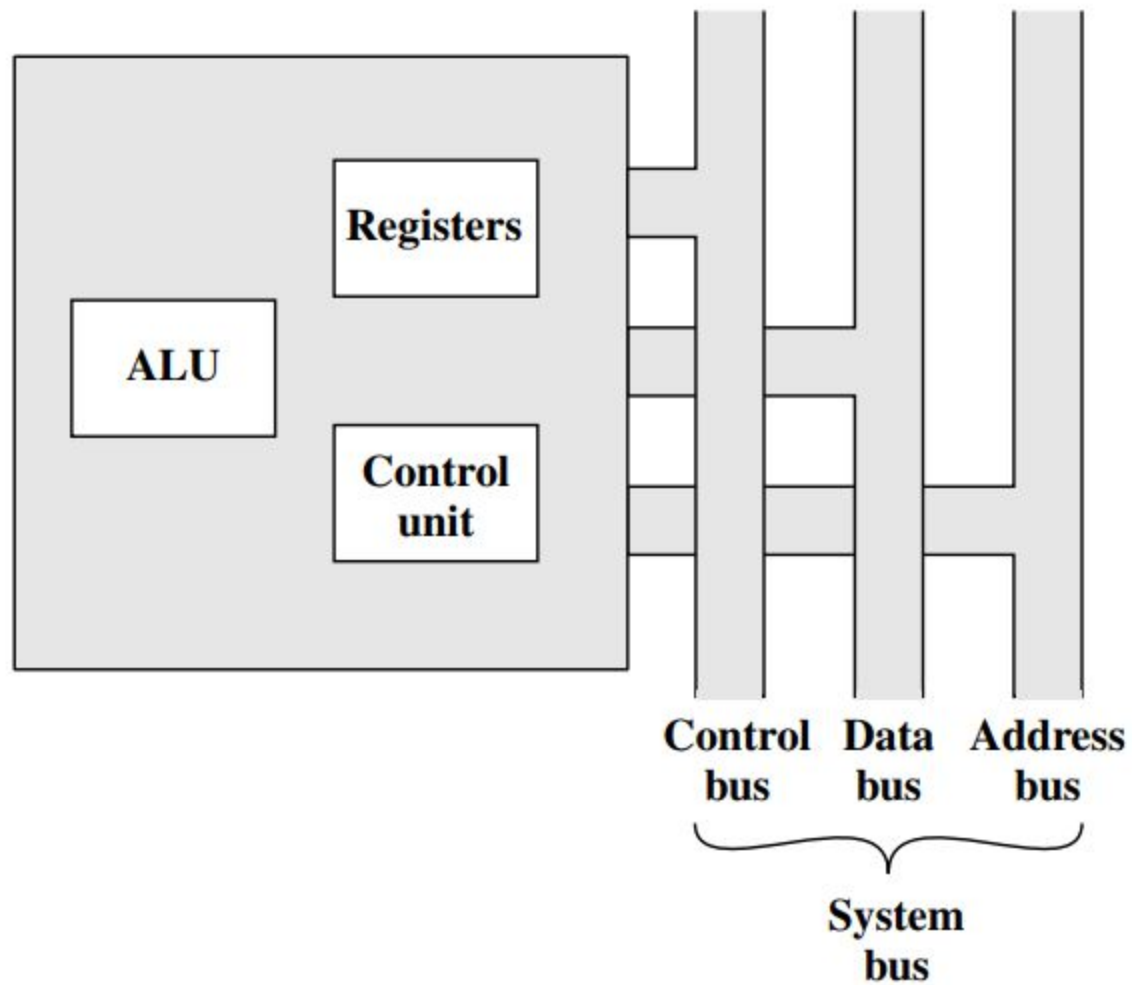 Registers
ALU
Control
unit
Control bus
Data bus
Address bus
System
bus